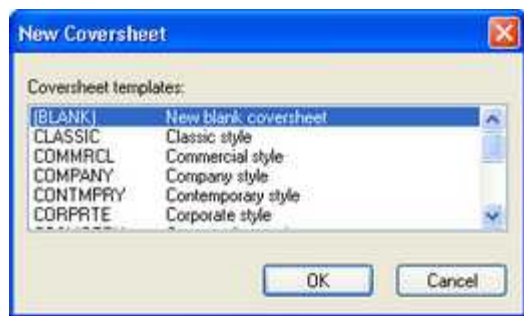 New Coversheet
Coversheet templates:
(BLANK) New blank coversheet
CLASSIC Classic style
COMMRCL Commercial style
COMPANY Company style
CONTMPRY Contemporary style
CORPRTE Corporate style
OK Cancel